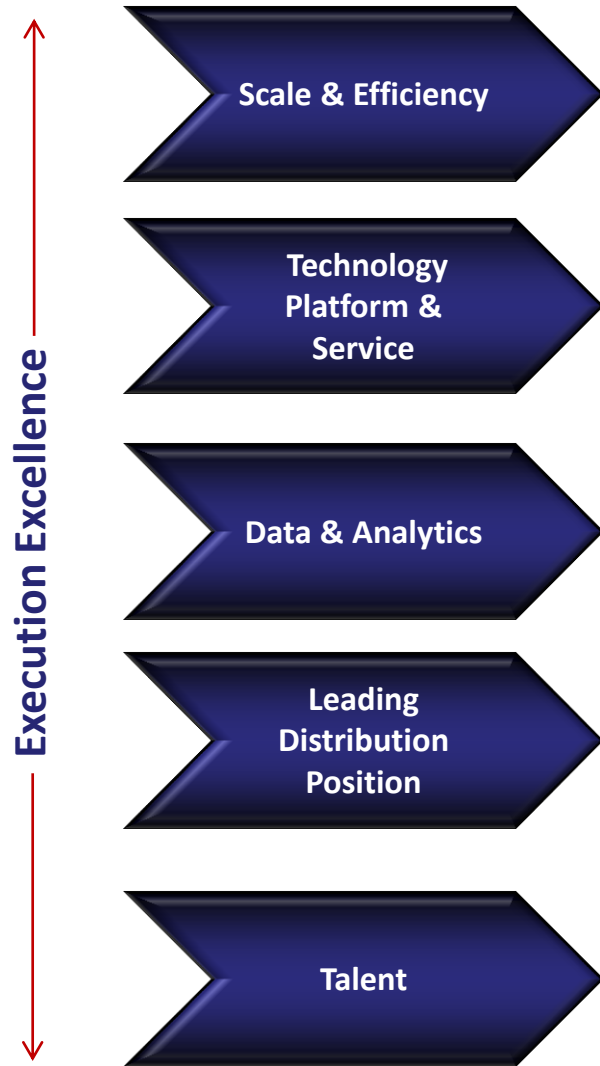 Scale & Efficiency
Technology
Platform &
Service
Execution Excellence
Data & Analytics
Leading
Distribution
Position
Talent